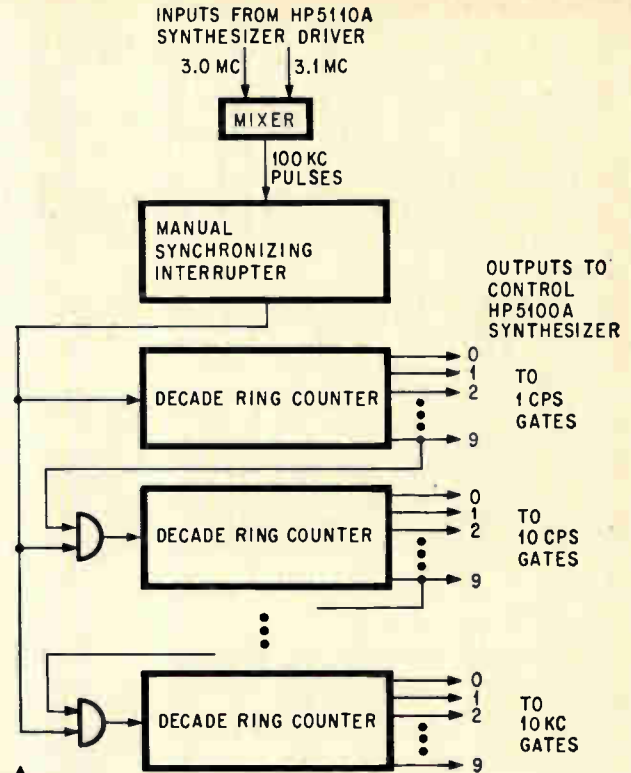 INPUTS FROM HP5110A
SYNTHESIZER DRIVER
3.0 MC
3.1 MC
MIXER
100 KC
PULSES
MANUAL
SYNCHRONIZING
INTERRUPTER
OUTPUTS TO
CONTROL
HP5100A
SYNTHESIZER
DECADE RING COUNTER
0
1
2
9
TO
1 CPS
GATES
DECADE RING COUNTER
0
1
2
9
TO
10 CPS
GATES
DECADE RING COUNTER
0
1
2
9
TO
10 KC
GATES